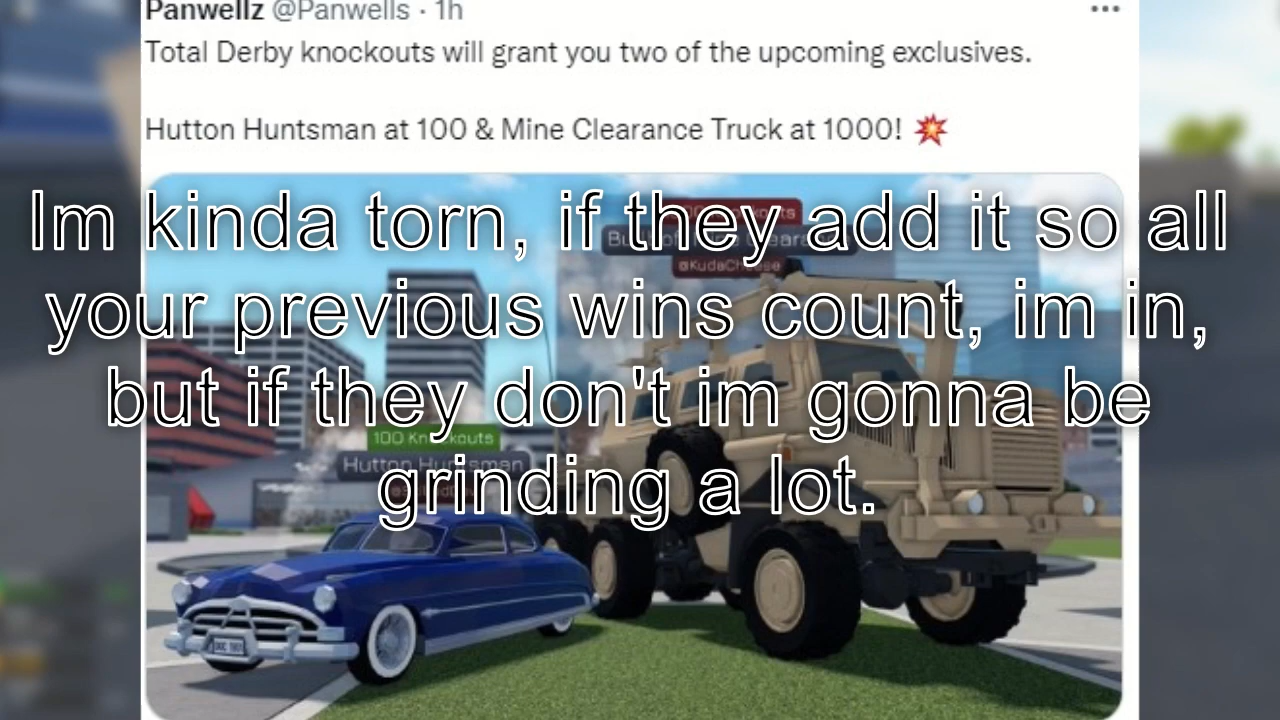 Panwellz @Panwells · 1h
Total Derby knockouts will grant you two of the upcoming exclusives.
Hutton Huntsman at 100 & Mine Clearance Truck at 1000! 💥
Im kinda torn, if they add it so all
your previous wins count, im in,
but if they don't im gonna be
grinding a lot.
@KudaCheese
100 Knockouts
Hutton Huntsman